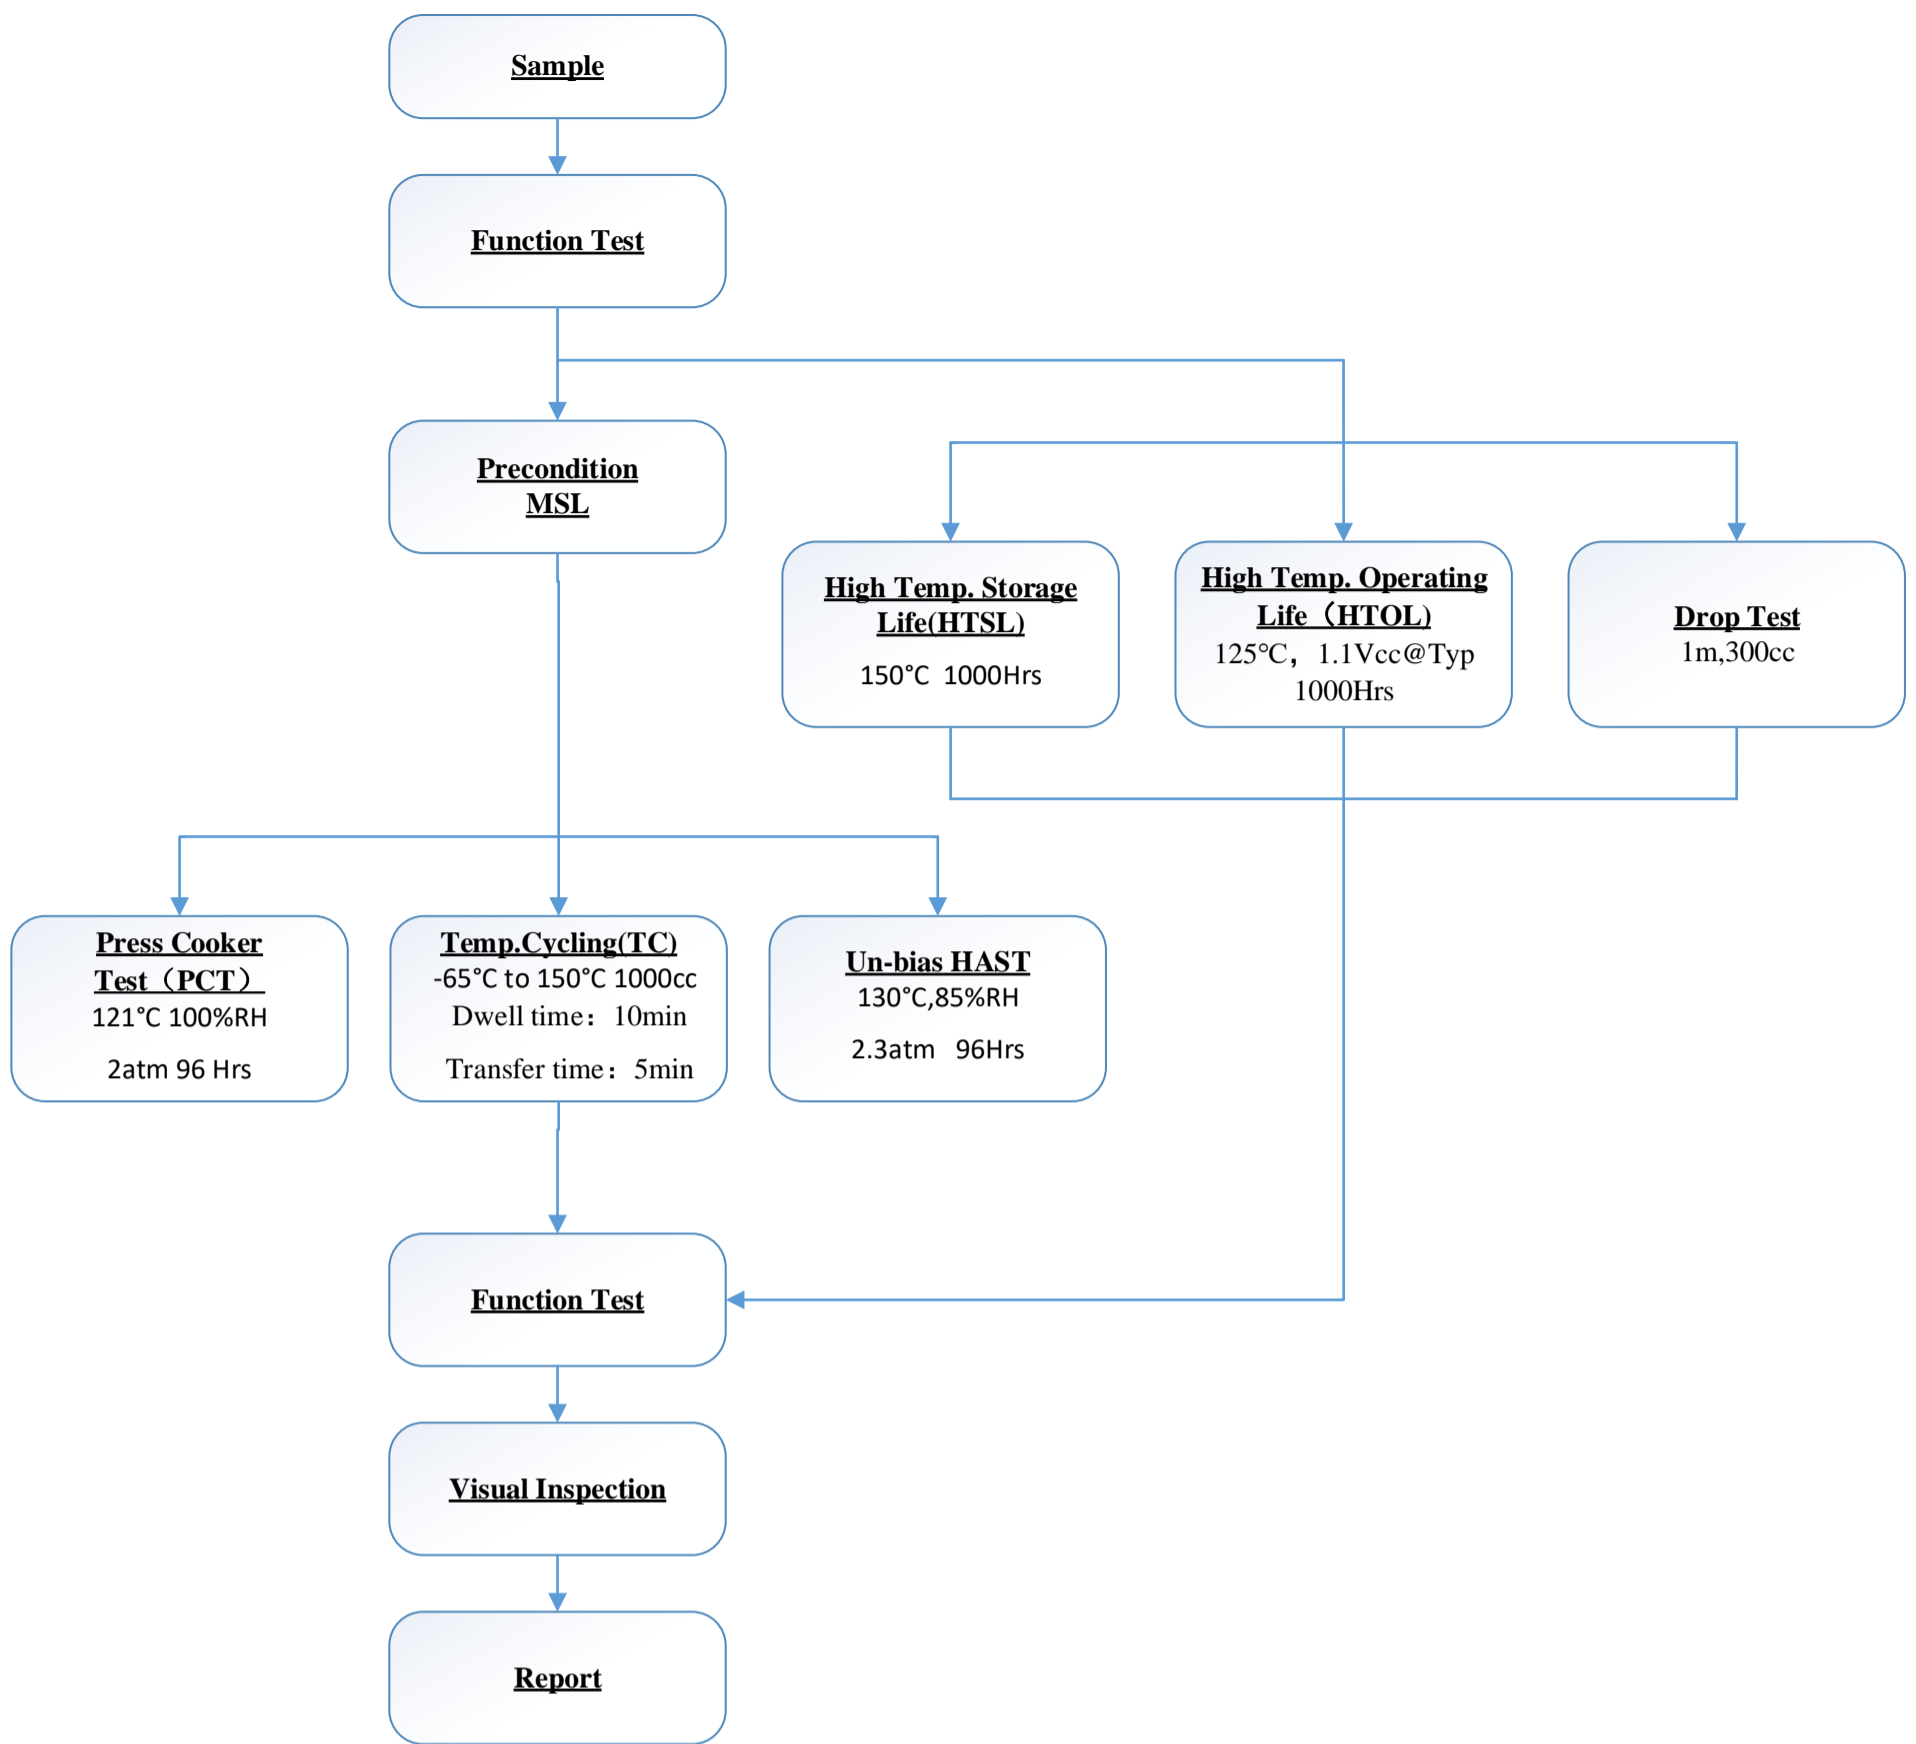 Sample
Function Test
Precondition
MSL
High Temp. Storage
Life(HTSL)
150°C  1000Hrs
High Temp. Operating
Life（HTOL)
125℃，1.1Vcc@Typ
1000Hrs
Drop Test
1m,300cc
Press Cooker
Test（PCT）
121°C 100%RH
2atm 96 Hrs
Temp.Cycling(TC)
-65°C to 150°C 1000cc
Dwell time：10min
Transfer time：5min
Un-bias HAST
130°C,85%RH
2.3atm   96Hrs
Function Test
Visual Inspection
Report